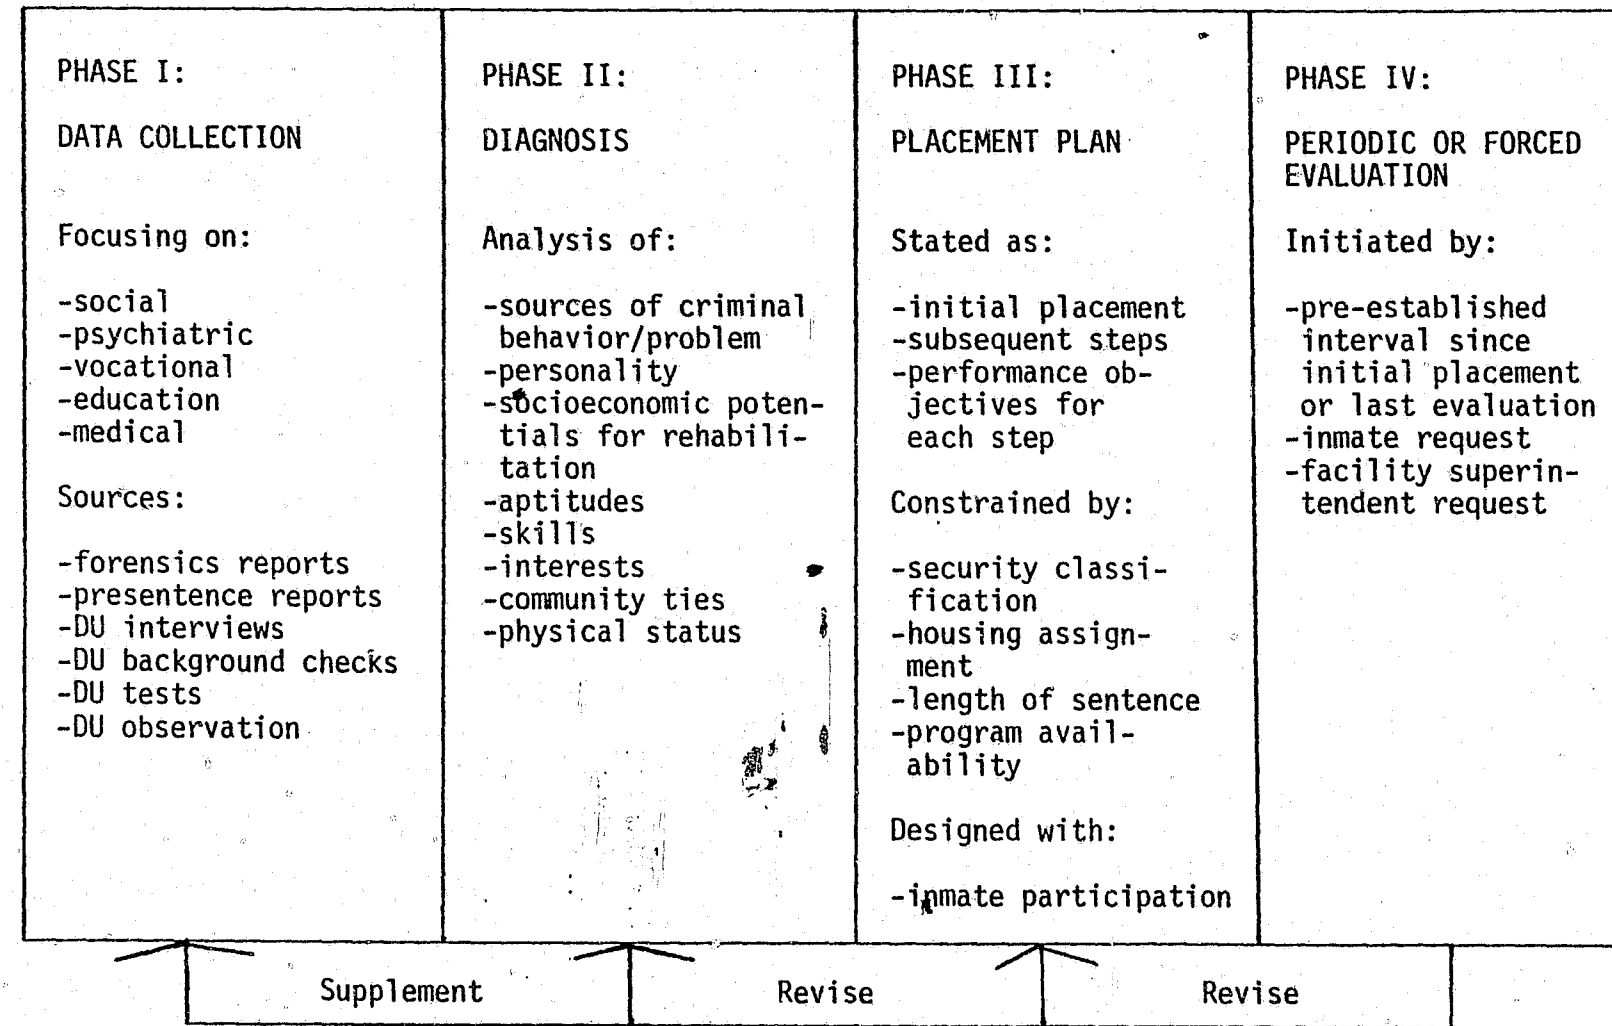 PHASE I:
DATA COLLECTION
Focusing on:
-social
-psychiatric
-vocational
-education
-medical
Sources:
-forensics reports
-presentence reports
-DU interviews
-DU background checks
-DU tests
-DU observation
PHASE II:
DIAGNOSIS
Analysis of:
-sources of criminal
behavior/problem
-personality
-socioeconomic poten-
tials for rehabili-
tation
-aptitudes
-skills
-interests
-community ties
-physical status
PHASE III:
PLACEMENT PLAN
Stated as:
-initial placement
-subsequent steps
-performance ob-
jectives for
each step
Constrained by:
-security classi-
fication
-housing assign-
ment
-length of sentence
-program avail-
ability
Designed with:
-inmate participation
PHASE IV:
PERIODIC OR FORCED
EVALUATION
Initiated by:
-pre-established
interval since
initial placement
or last evaluation
-inmate request
-facility superin-
tendent request
Supplement
Revise
Revise